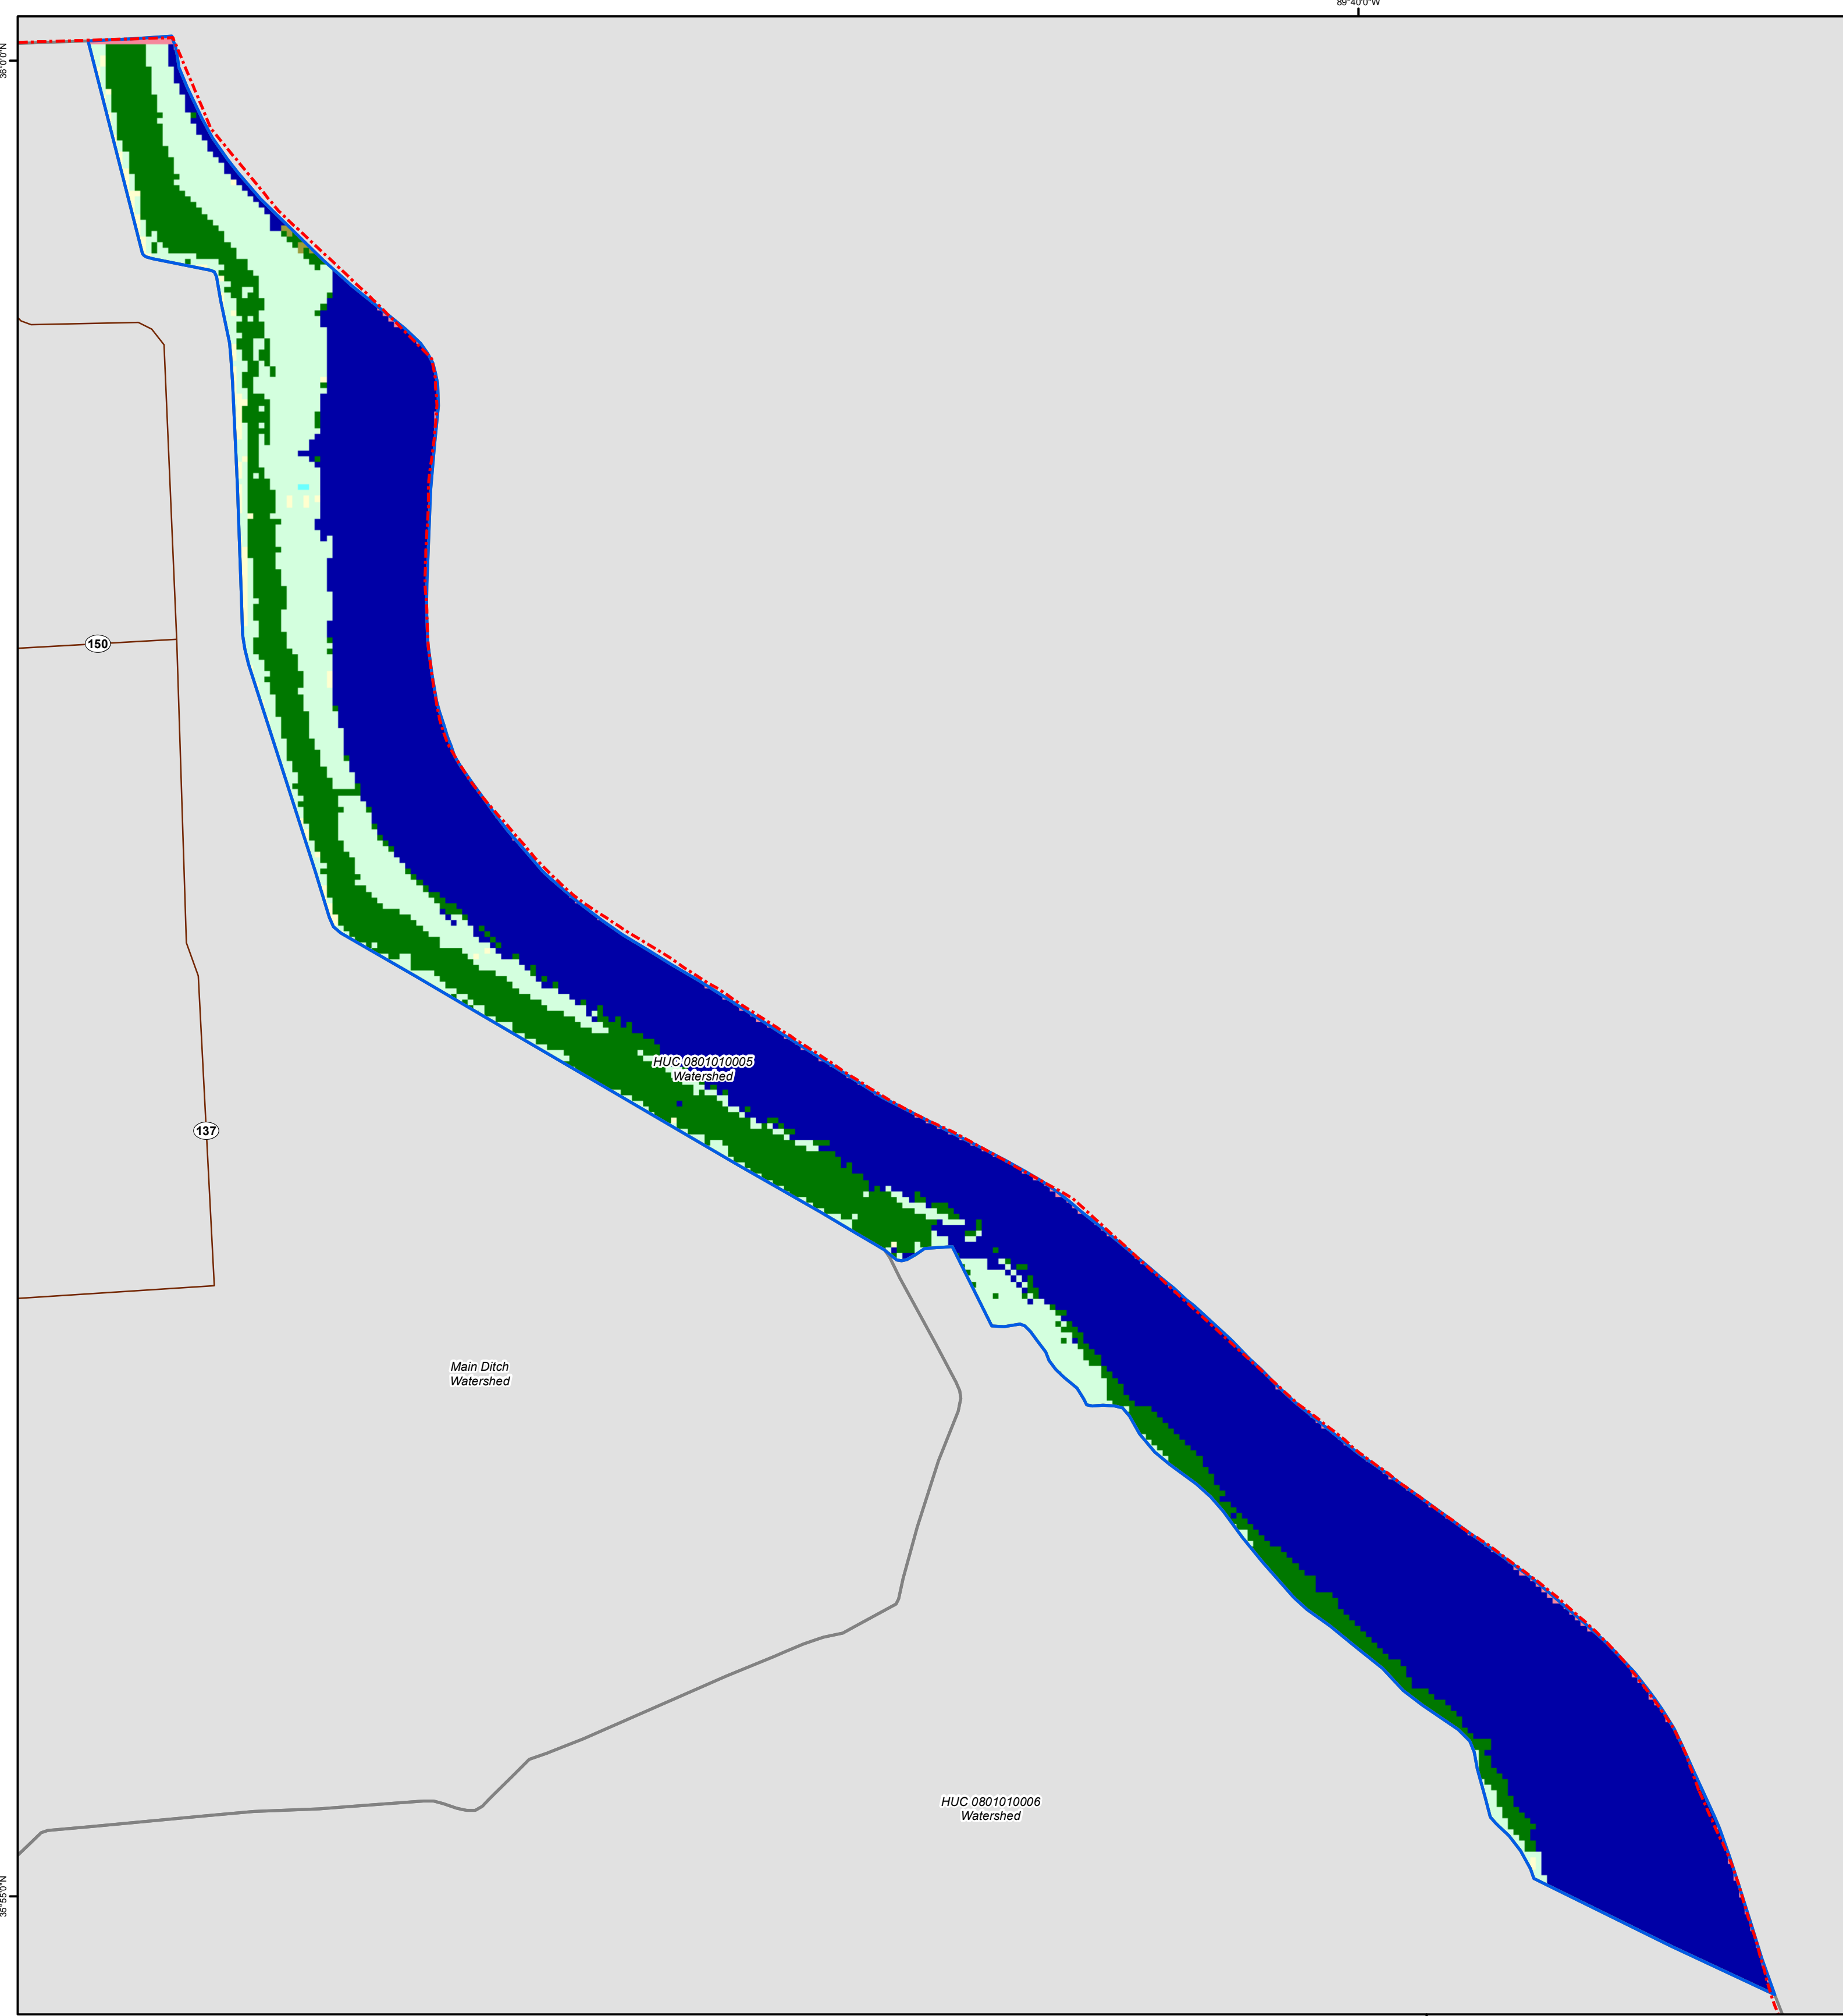 89°40'0"W
36°0'0"N
150
HUC 0801010005
Watershed
137
Main Ditch
Watershed
HUC 0801010006
Watershed
35°55'0"N